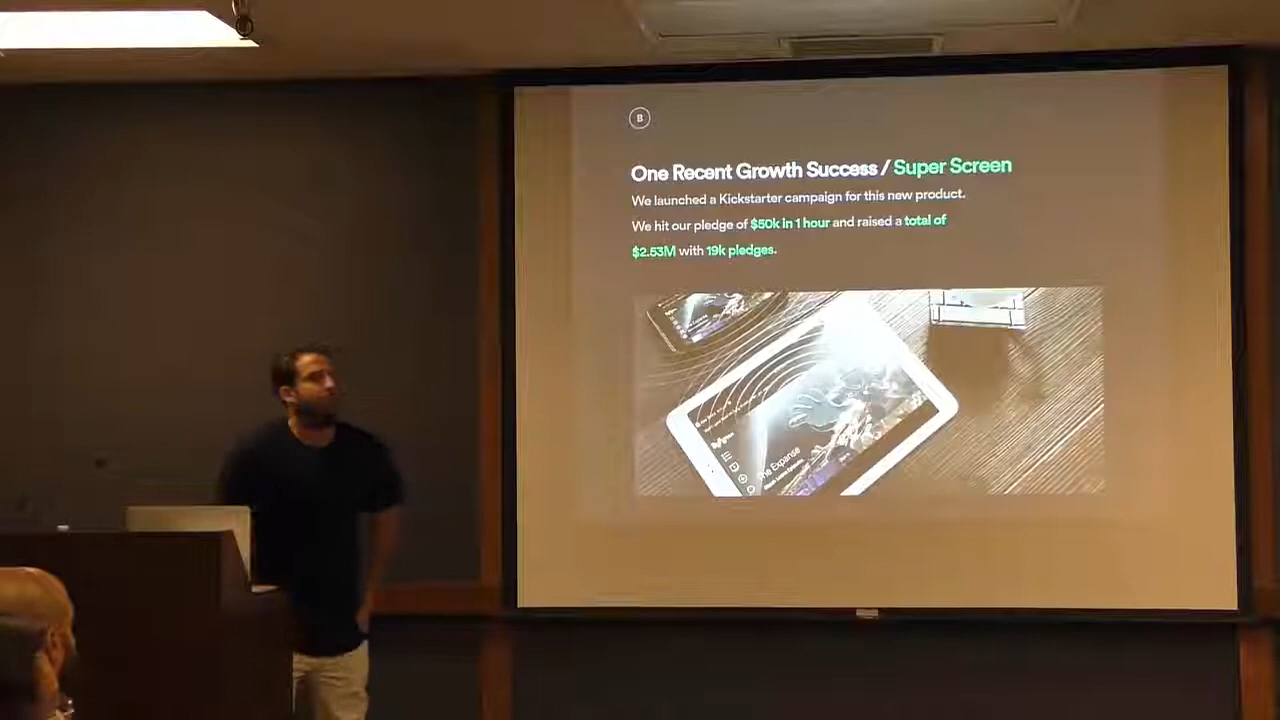 B
One Recent Growth Success / Super Screen
We launched a Kickstarter campaign for this new product.
We hit our pledge of $50k in 1 hour and raised a total of
$2.53M with 19k pledges.
The Expanse